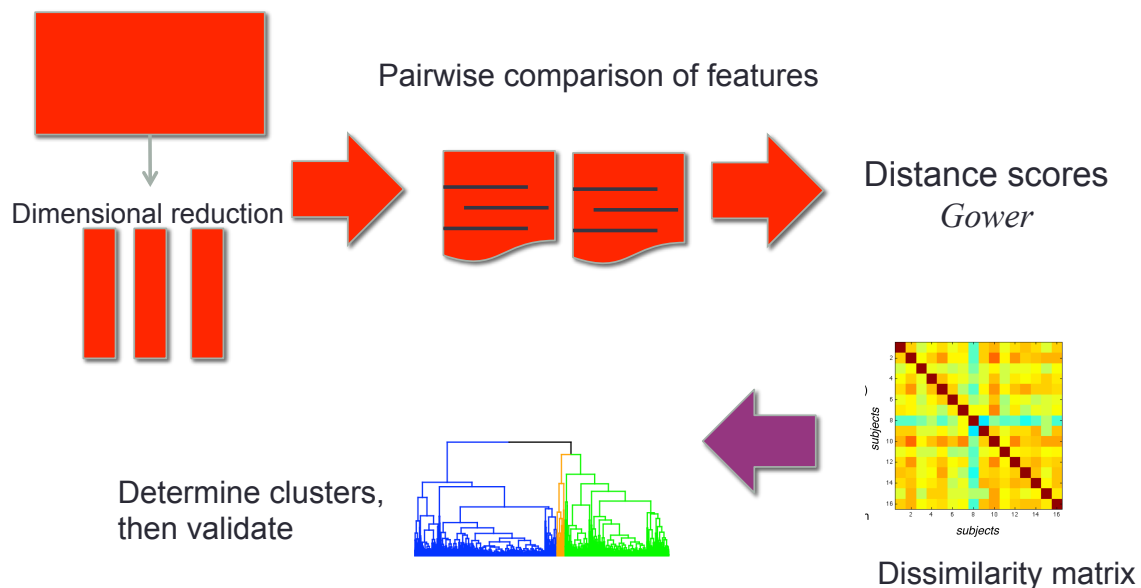 Pairwise comparison of features
Dimensional reduction
Distance scores
Gower
Determine clusters,
then validate
)
subjects
2
4
6
8
10
12
14
16
2 4 6 8 10 12 14 16
subjects
Dissimilarity matrix